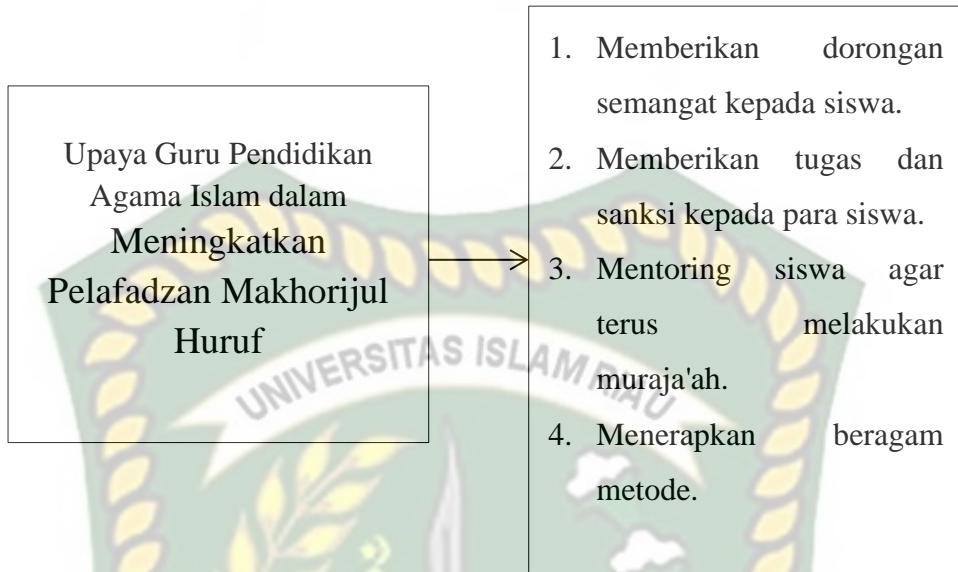 Upaya Guru Pendidikan
Agama Islam dalam
Meningkatkan
Pelafadzan Makhorijul
Huruf
1. Memberikan dorongan
semangat kepada siswa.
2. Memberikan tugas dan
sanksi kepada para siswa.
3. Mentoring siswa agar
terus melakukan
muraja'ah.
4. Menerapkan beragam
metode.
UNIVERSITAS ISLAM RIAU